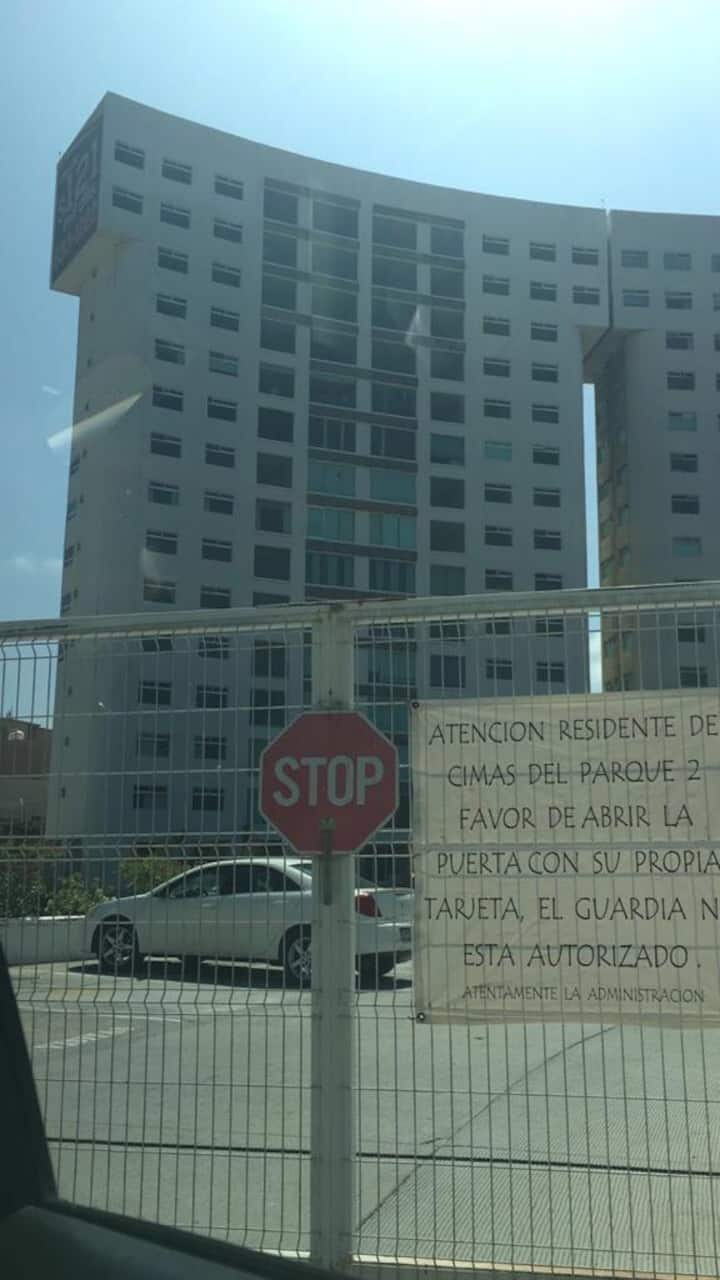 121
STOP
ATENCION RESIDENTE DE
CIMAS DEL PARQUE 2
FAVOR DE ABRIR LA
PUERTA CON SU PROPIA
TARJETA, EL GUARDIA N
ESTA AUTORIZADO.
ATENTAMENTE LA ADMINISTRACION